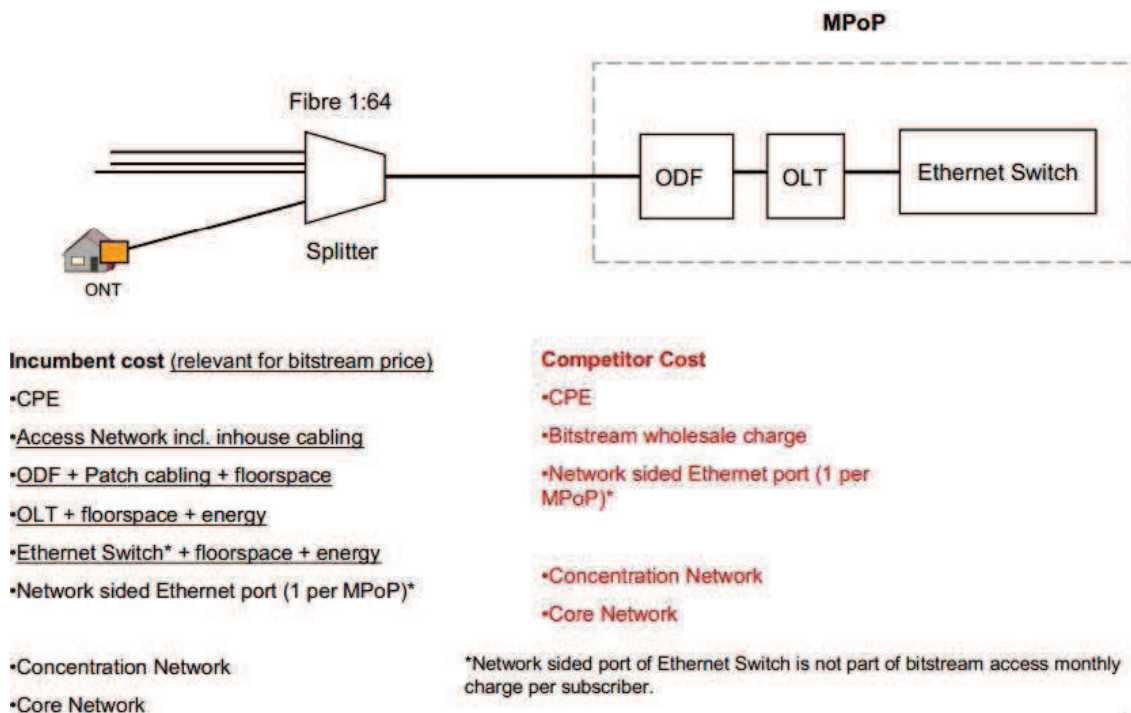 MPoP
Fibre 1:64
ODF
OLT
Ethernet Switch
Splitter
ONT
Incumbent cost (relevant for bitstream price)
•CPE
•Access Network incl. inhouse cabling
•ODF + Patch cabling + floorspace
•OLT + floorspace + energy
•Ethernet Switch* + floorspace + energy
•Network sided Ethernet port (1 per MPoP)*
•Concentration Network
•Core Network
Competitor Cost
•CPE
•Bitstream wholesale charge
•Network sided Ethernet port (1 per
MPoP)*
•Concentration Network
•Core Network
*Network sided port of Ethernet Switch is not part of bitstream access monthly
charge per subscriber.